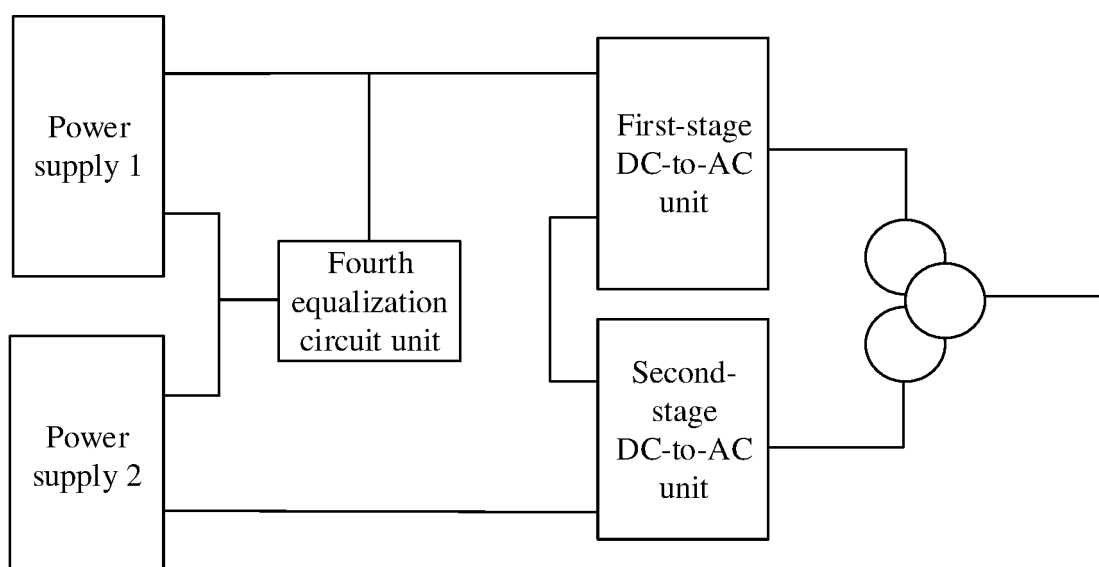 Power
supply 1
Fourth
equalization
circuit unit
First-stage
DC-to-AC
unit
Power
supply 2
Second-
stage
DC-to-AC
unit